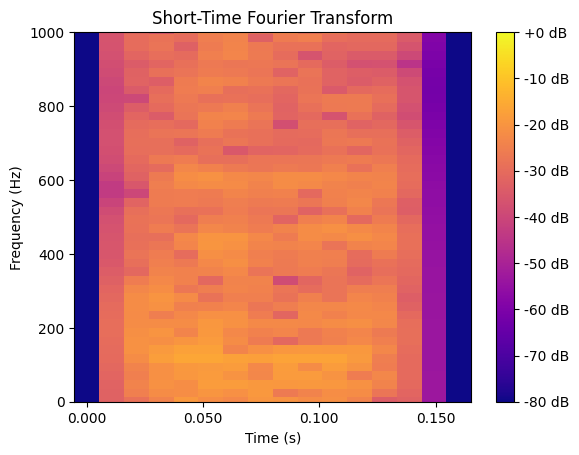 Short-Time Fourier Transform
1000
800
600
400
200
0
Frequency (Hz)
0.000
0.050
0.100
0.150
Time (s)
+0 dB
-10 dB
-20 dB
-30 dB
-40 dB
-50 dB
-60 dB
-70 dB
-80 dB